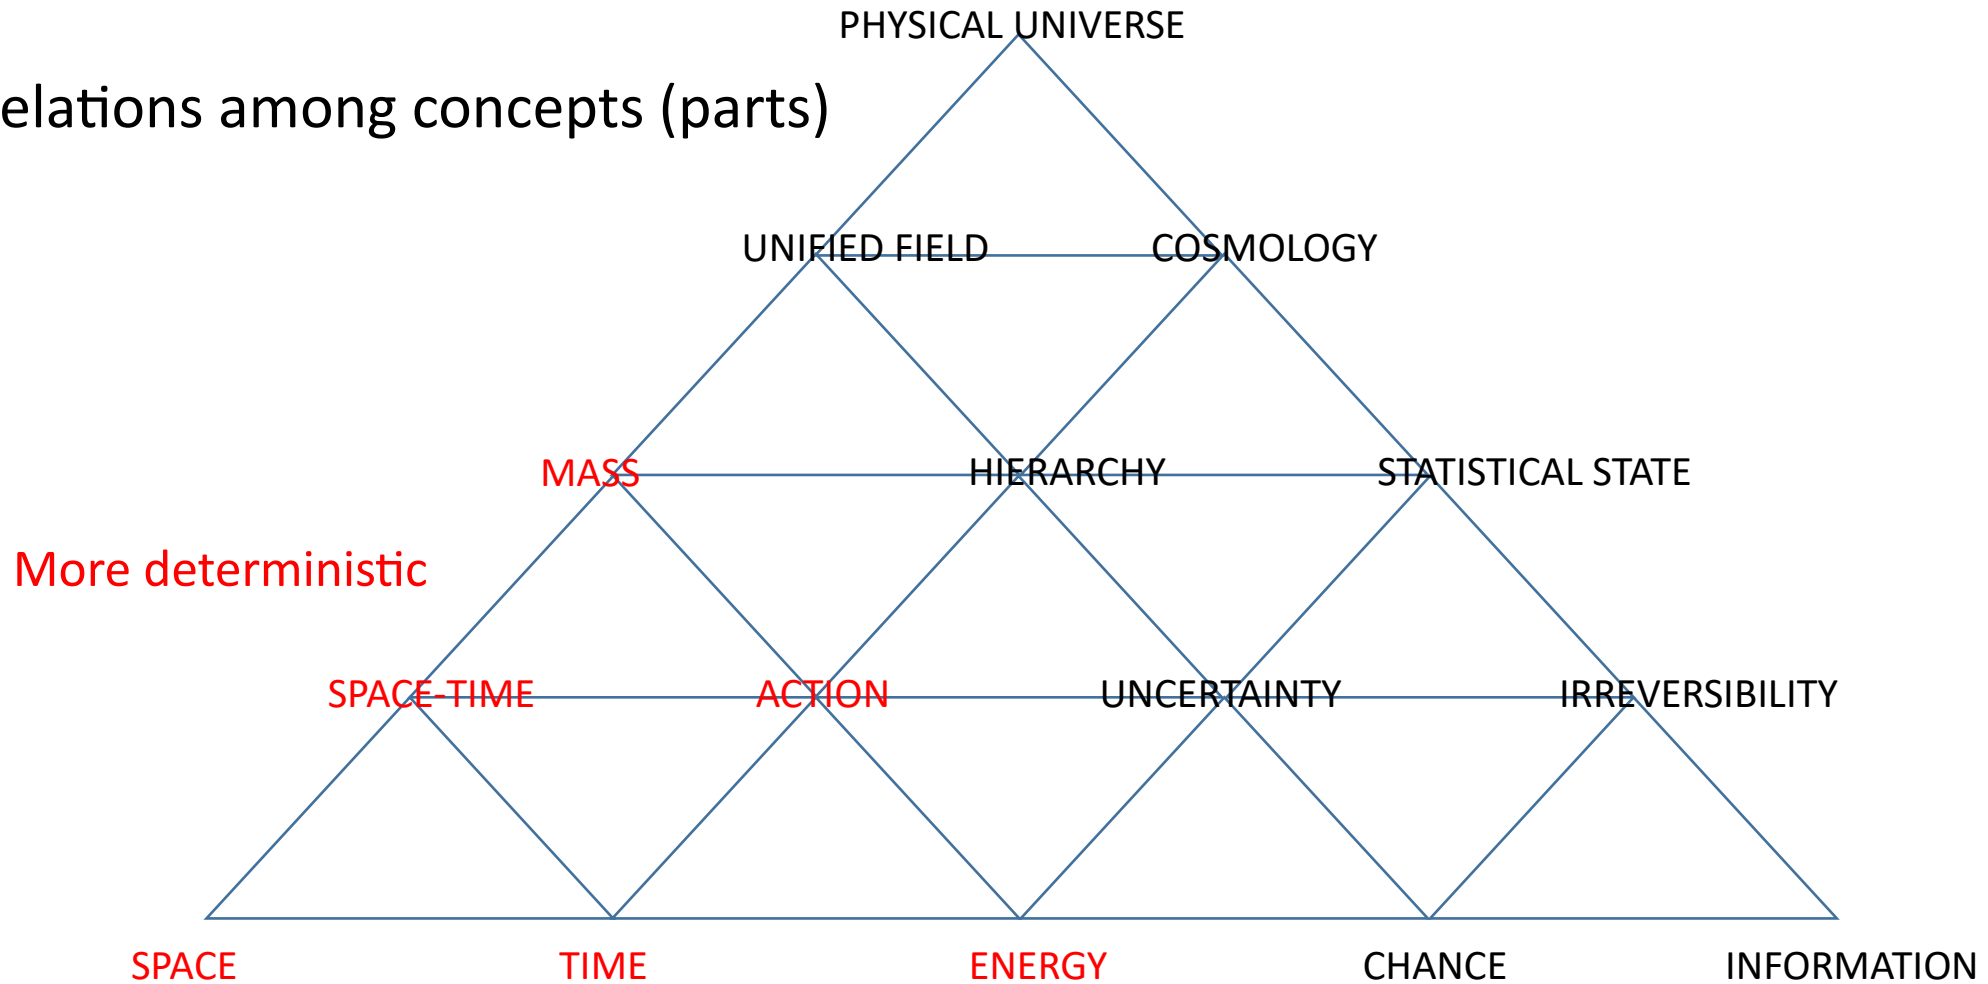 PHYSICAL UNIVERSE
elations among concepts (parts)
UNIFIED FIELD COSMOLOGY
MASS HIERARCHY STATISTICAL STATE
More deterministic
SPACE-TIME ACTION UNCERTAINTY IRREVERSIBILITY
SPACE TIME ENERGY CHANCE INFORMATION